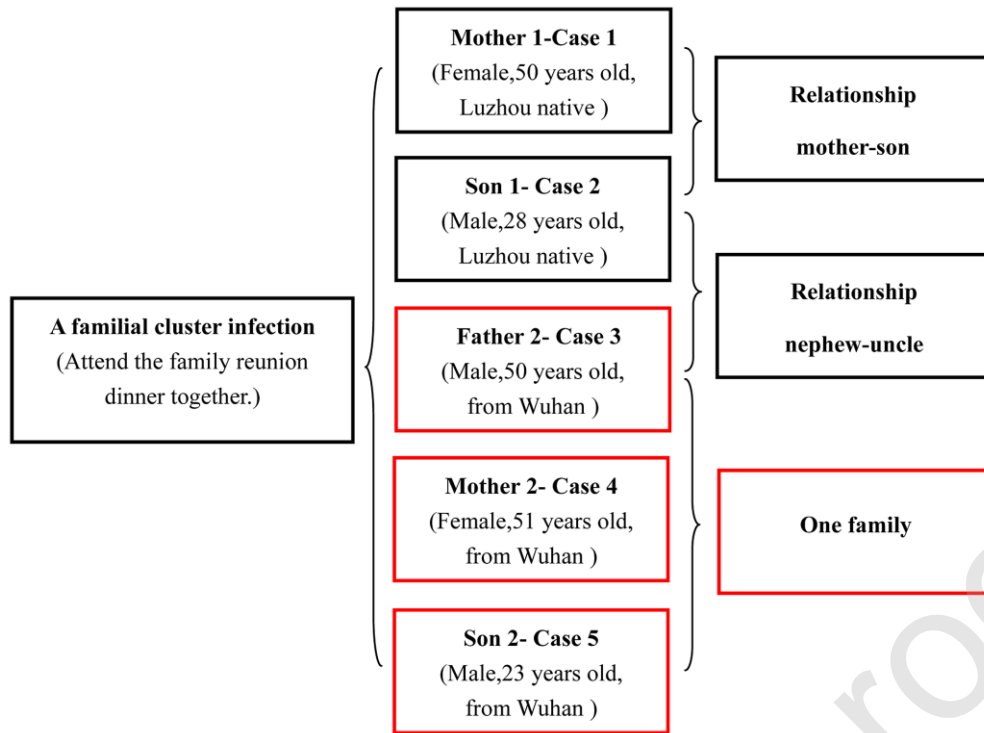 Mother 1-Case 1
(Female,50 years old,
Luzhou native )
Relationship
mother-son
Son 1- Case 2
(Male,28 years old,
Luzhou native )
Relationship
nephew-uncle
A familial cluster infection
(Attend the family reunion
dinner together.)
Father 2- Case 3
(Male,50 years old,
from Wuhan )
Mother 2- Case 4
(Female,51 years old,
from Wuhan )
One family
Son 2- Case 5
(Male,23 years old,
from Wuhan )